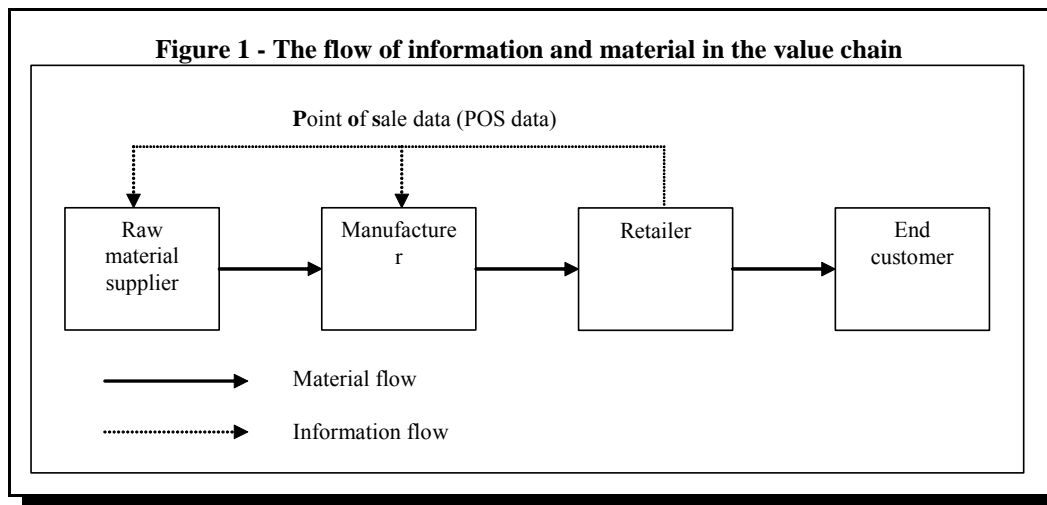 Figure 1 - The flow of information and material in the value chain
Point of sale data (POS data)
Raw
material
supplier
Manufacture
r
Retailer
End
customer
Material flow
Information flow